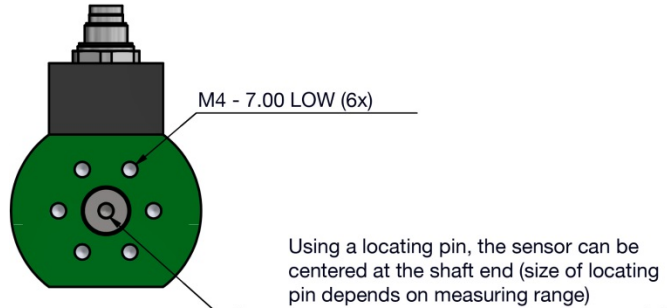 M4 - 7.00 LOW (6x)
Using a locating pin, the sensor can be
centered at the shaft end (size of locating
pin depends on measuring range)